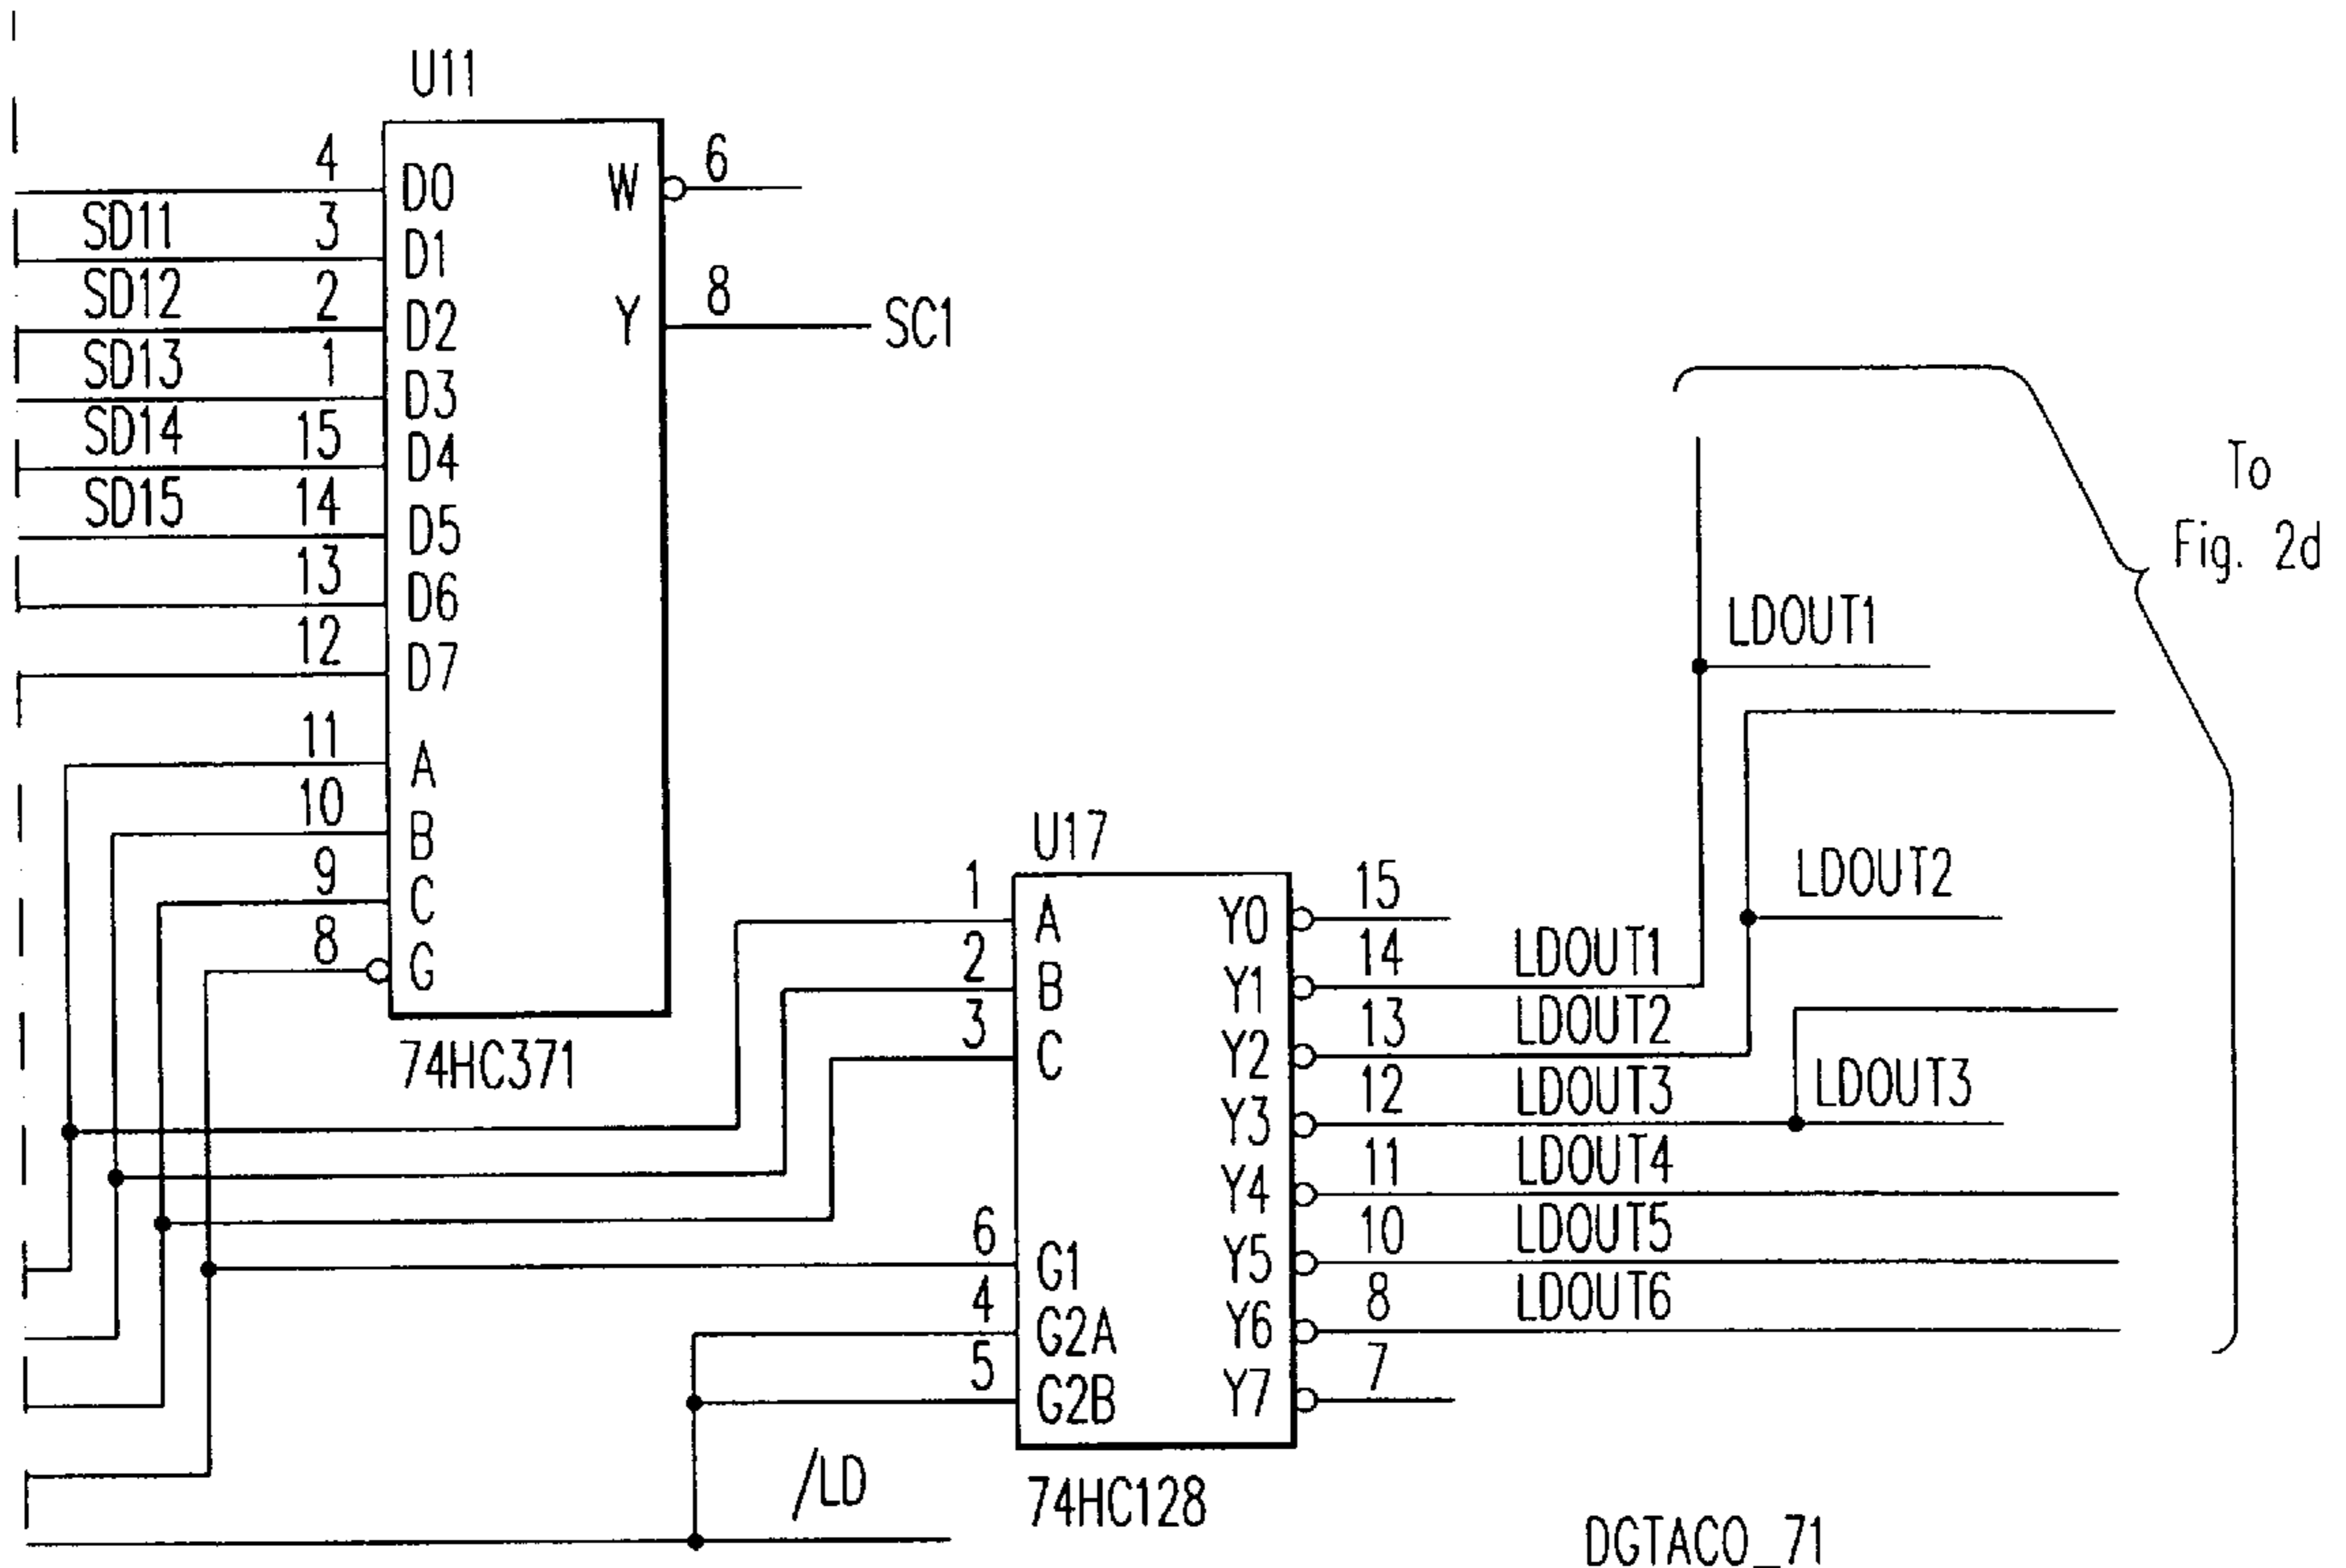 U11
4 D0 W 6
SD11 3 D1
SD12 2 D2 Y 8 SC1
SD13 1 D3
SD14 15 D4
SD15 14 D5
13 D6
12 D7
11 A
10 B
9 C
8 G
74HC371
To
Fig. 2d
LDOUT1
LDOUT2
LDOUT3
U17
1 A Y0 15
2 B Y1 14 LDOUT1
3 C Y2 13 LDOUT2
Y3 12 LDOUT3
Y4 11 LDOUT4
6 G1 Y5 10 LDOUT5
4 G2A Y6 8 LDOUT6
5 G2B Y7 7
/LD
74HC128
DGTACO_71